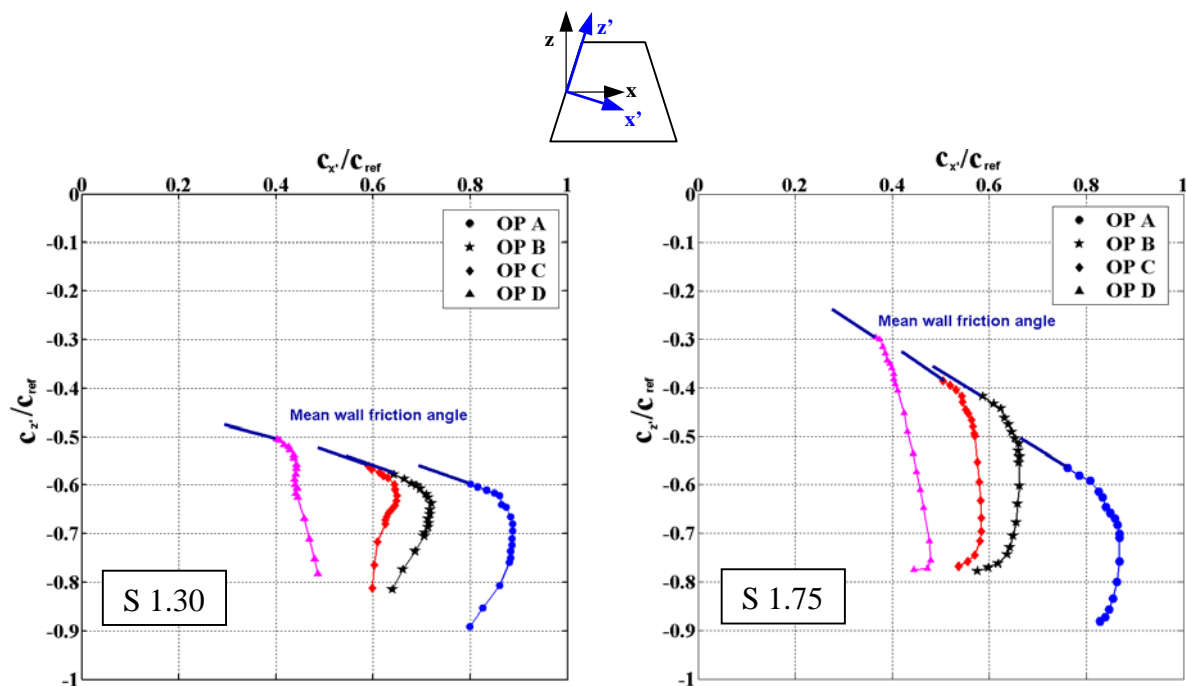 z z'
x
x'
c_x'/c_ref
0 0.2 0.4 0.6 0.8 1
0
-0.1
-0.2
-0.3
-0.4
-0.5
-0.6
-0.7
-0.8
-0.9
-1
c_z'/c_ref
OP A
OP B
OP C
OP D
Mean wall friction angle
S 1.30
c_x'/c_ref
0 0.2 0.4 0.6 0.8 1
0
-0.1
-0.2
-0.3
-0.4
-0.5
-0.6
-0.7
-0.8
-0.9
-1
c_z'/c_ref
OP A
OP B
OP C
OP D
Mean wall friction angle
S 1.75